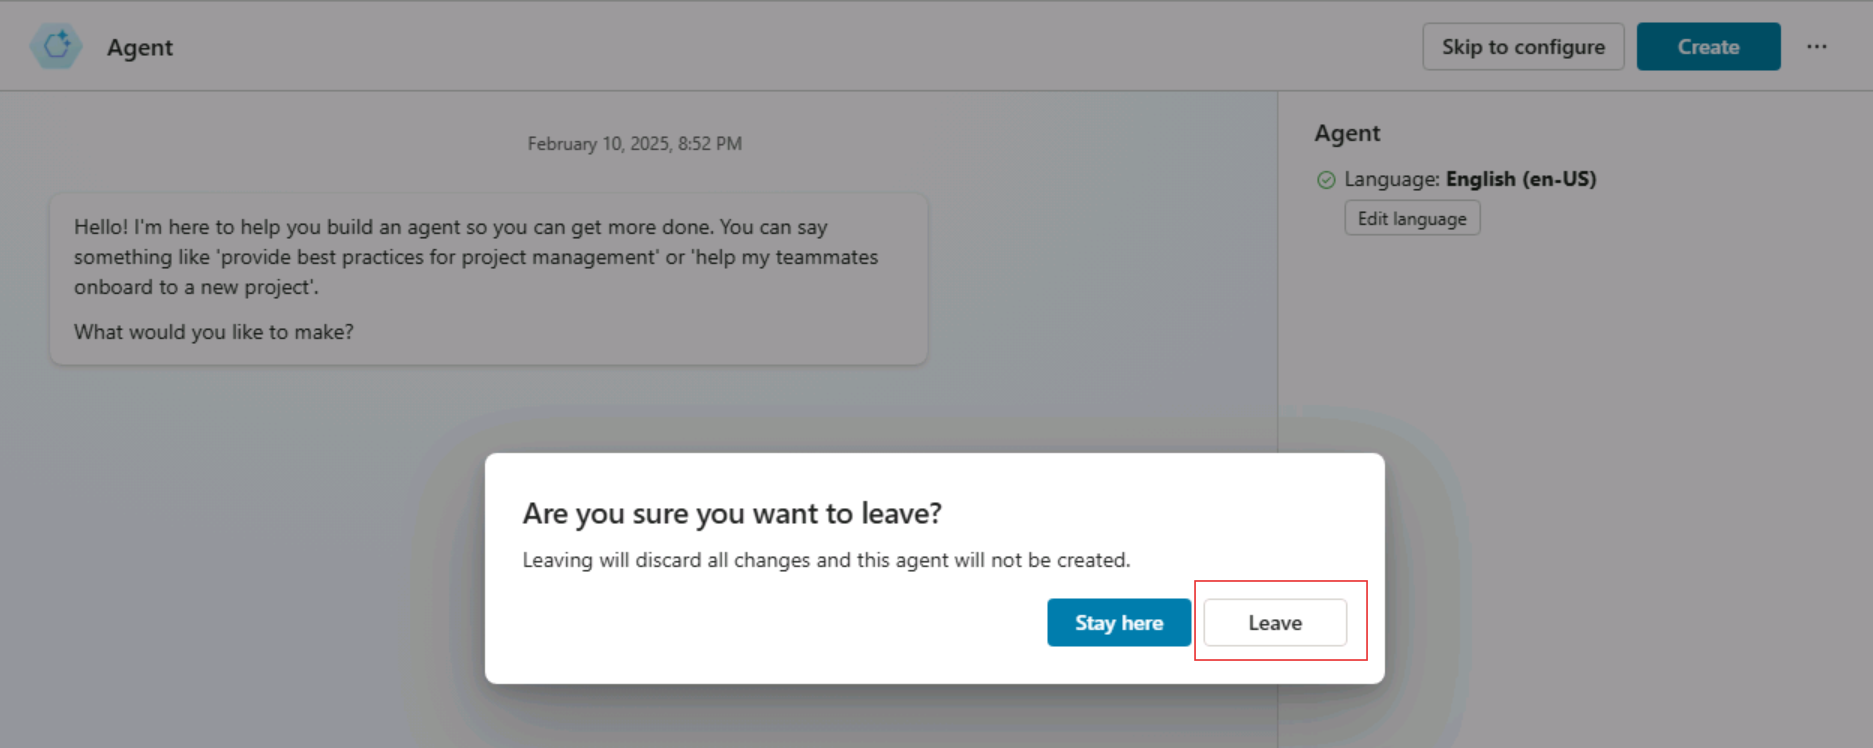 Agent
Skip to configure
Create
February 10, 2025, 8:52 PM
Hello! I'm here to help you build an agent so you can get more done. You can say
something like 'provide best practices for project management' or 'help my teammates
onboard to a new project'.
What would you like to make?
Agent
Language: English (en-US)
Edit language
Are you sure you want to leave?
Leaving will discard all changes and this agent will not be created.
Stay here
Leave